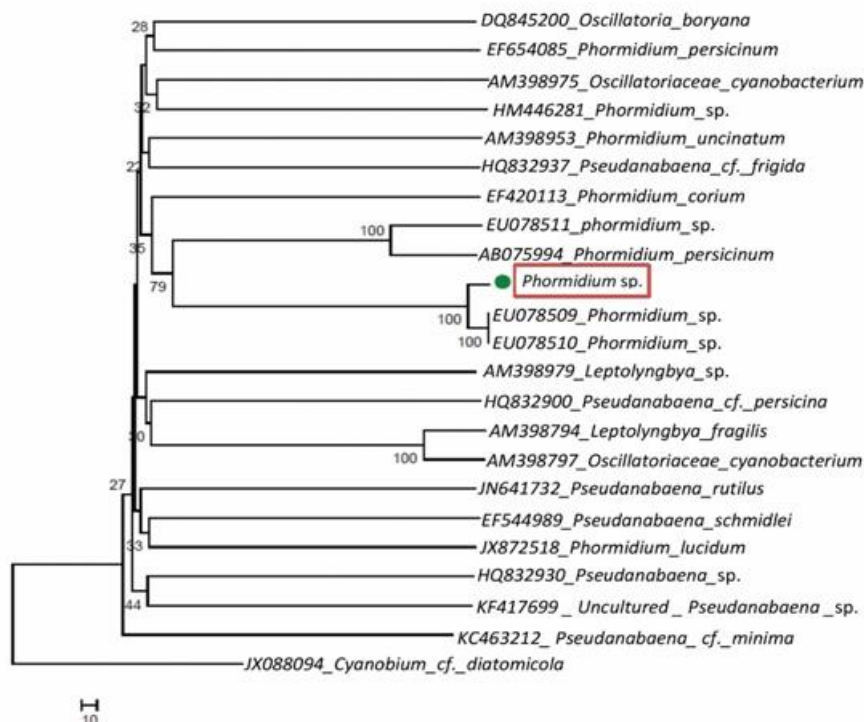 28
DQ845200_Oscillatoria_boryana
EF654085_Phormidium_persicinum
AM398975_Oscillatoriaceae_cyanobacterium
32
HM446281_Phormidium_sp.
AM398953_Phormidium_uncinatum
22
HQ832937_Pseudanabaena_cf._frigida
EF420113_Phormidium_corium
EU078511_phormidium_sp.
100
35
AB075994_Phormidium_persicinum
Phormidium sp.
79
EU078509_Phormidium_sp.
100
EU078510_Phormidium_sp.
100
AM398979_Leptolyngbya_sp.
HQ832900_Pseudanabaena_cf._persicina
30
AM398794_Leptolyngbya_fragilis
100
AM398797_Oscillatoriaceae_cyanobacterium
27
JN641732_Pseudanabaena_rutilus
EF544989_Pseudanabaena_schmidlei
33
JX872518_Phormidium_lucidum
HQ832930_Pseudanabaena_sp.
44
KF417699 _ Uncultured _ Pseudanabaena _sp.
KC463212_ Pseudanabaena_ cf._minima
JX088094_Cyanobium_cf._diatomicola
10